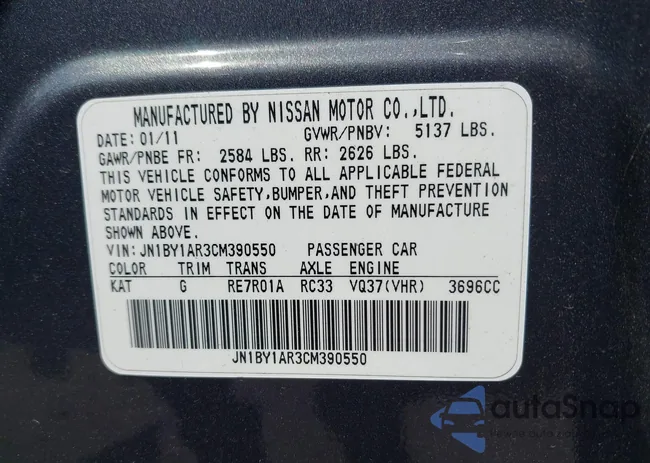 MANUFACTURED BY NISSAN MOTOR CO.,LTD.
DATE: 01/11 GVWR/PNBV: 5137 LBS.
GAWR/PNBE FR: 2584 LBS. RR: 2626 LBS.
THIS VEHICLE CONFORMS TO ALL APPLICABLE FEDERAL
MOTOR VEHICLE SAFETY,BUMPER,AND THEFT PREVENTION
STANDARDS IN EFFECT ON THE DATE OF MANUFACTURE
SHOWN ABOVE.
VIN:JN1BY1AR3CM390550 PASSENGER CAR
COLOR TRIM TRANS AXLE ENGINE
KAT G RE7R01A RC33 VQ37(VHR) 3696CC
JN1BY1AR3CM390550
autoSnap